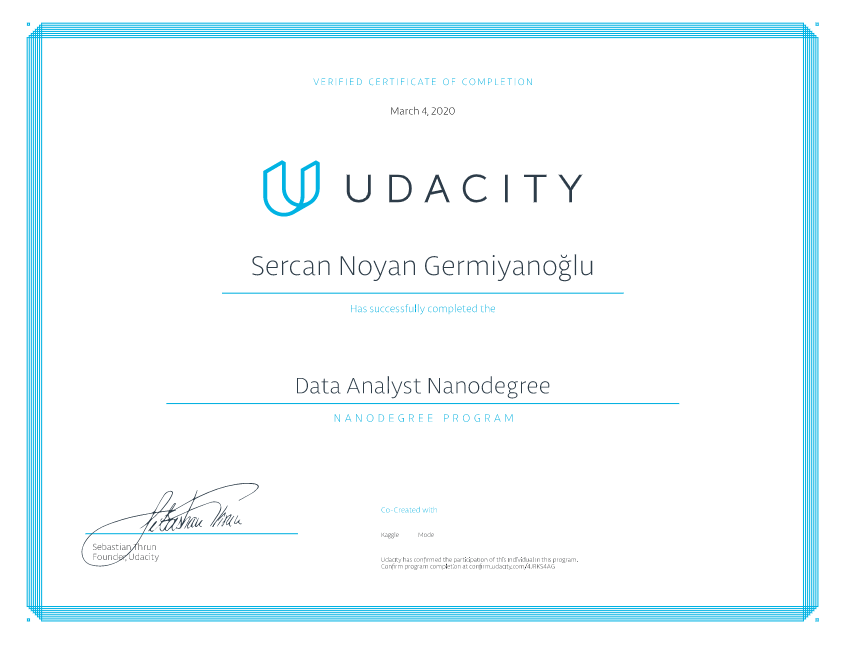 VERIFIED CERTIFICATE OF COMPLETION
March 4, 2020
UDACITY
Sercan Noyan Germiyanoğlu
Has successfully completed the
Data Analyst Nanodegree
NANODEGREE PROGRAM
Sebastian Thrun
Sebastian Thrun
Founder, Udacity
Co-Created with
Kaggle Mode
Udacity has confirmed the participation of this individual in this program.
Confirm program completion at confirm.udacity.com/